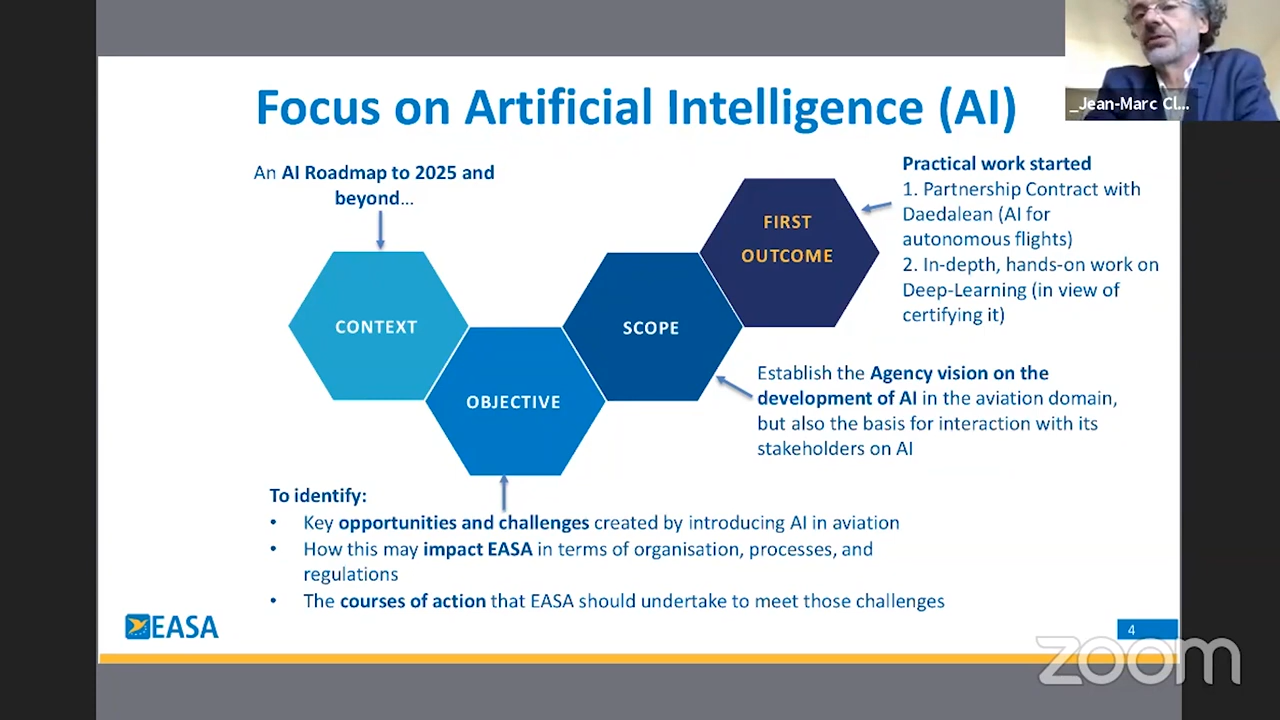 Focus on Artificial Intelligence (AI)
_Jean-Marc Cl...
An AI Roadmap to 2025 and
beyond...
CONTEXT
OBJECTIVE
SCOPE
FIRST
OUTCOME
Practical work started
1. Partnership Contract with
Daedalean (AI for
autonomous flights)
2. In-depth, hands-on work on
Deep-Learning (in view of
certifying it)
Establish the Agency vision on the
development of AI in the aviation domain,
but also the basis for interaction with its
stakeholders on AI
To identify:
• Key opportunities and challenges created by introducing AI in aviation
• How this may impact EASA in terms of organisation, processes, and
regulations
• The courses of action that EASA should undertake to meet those challenges
EASA
4
zoom